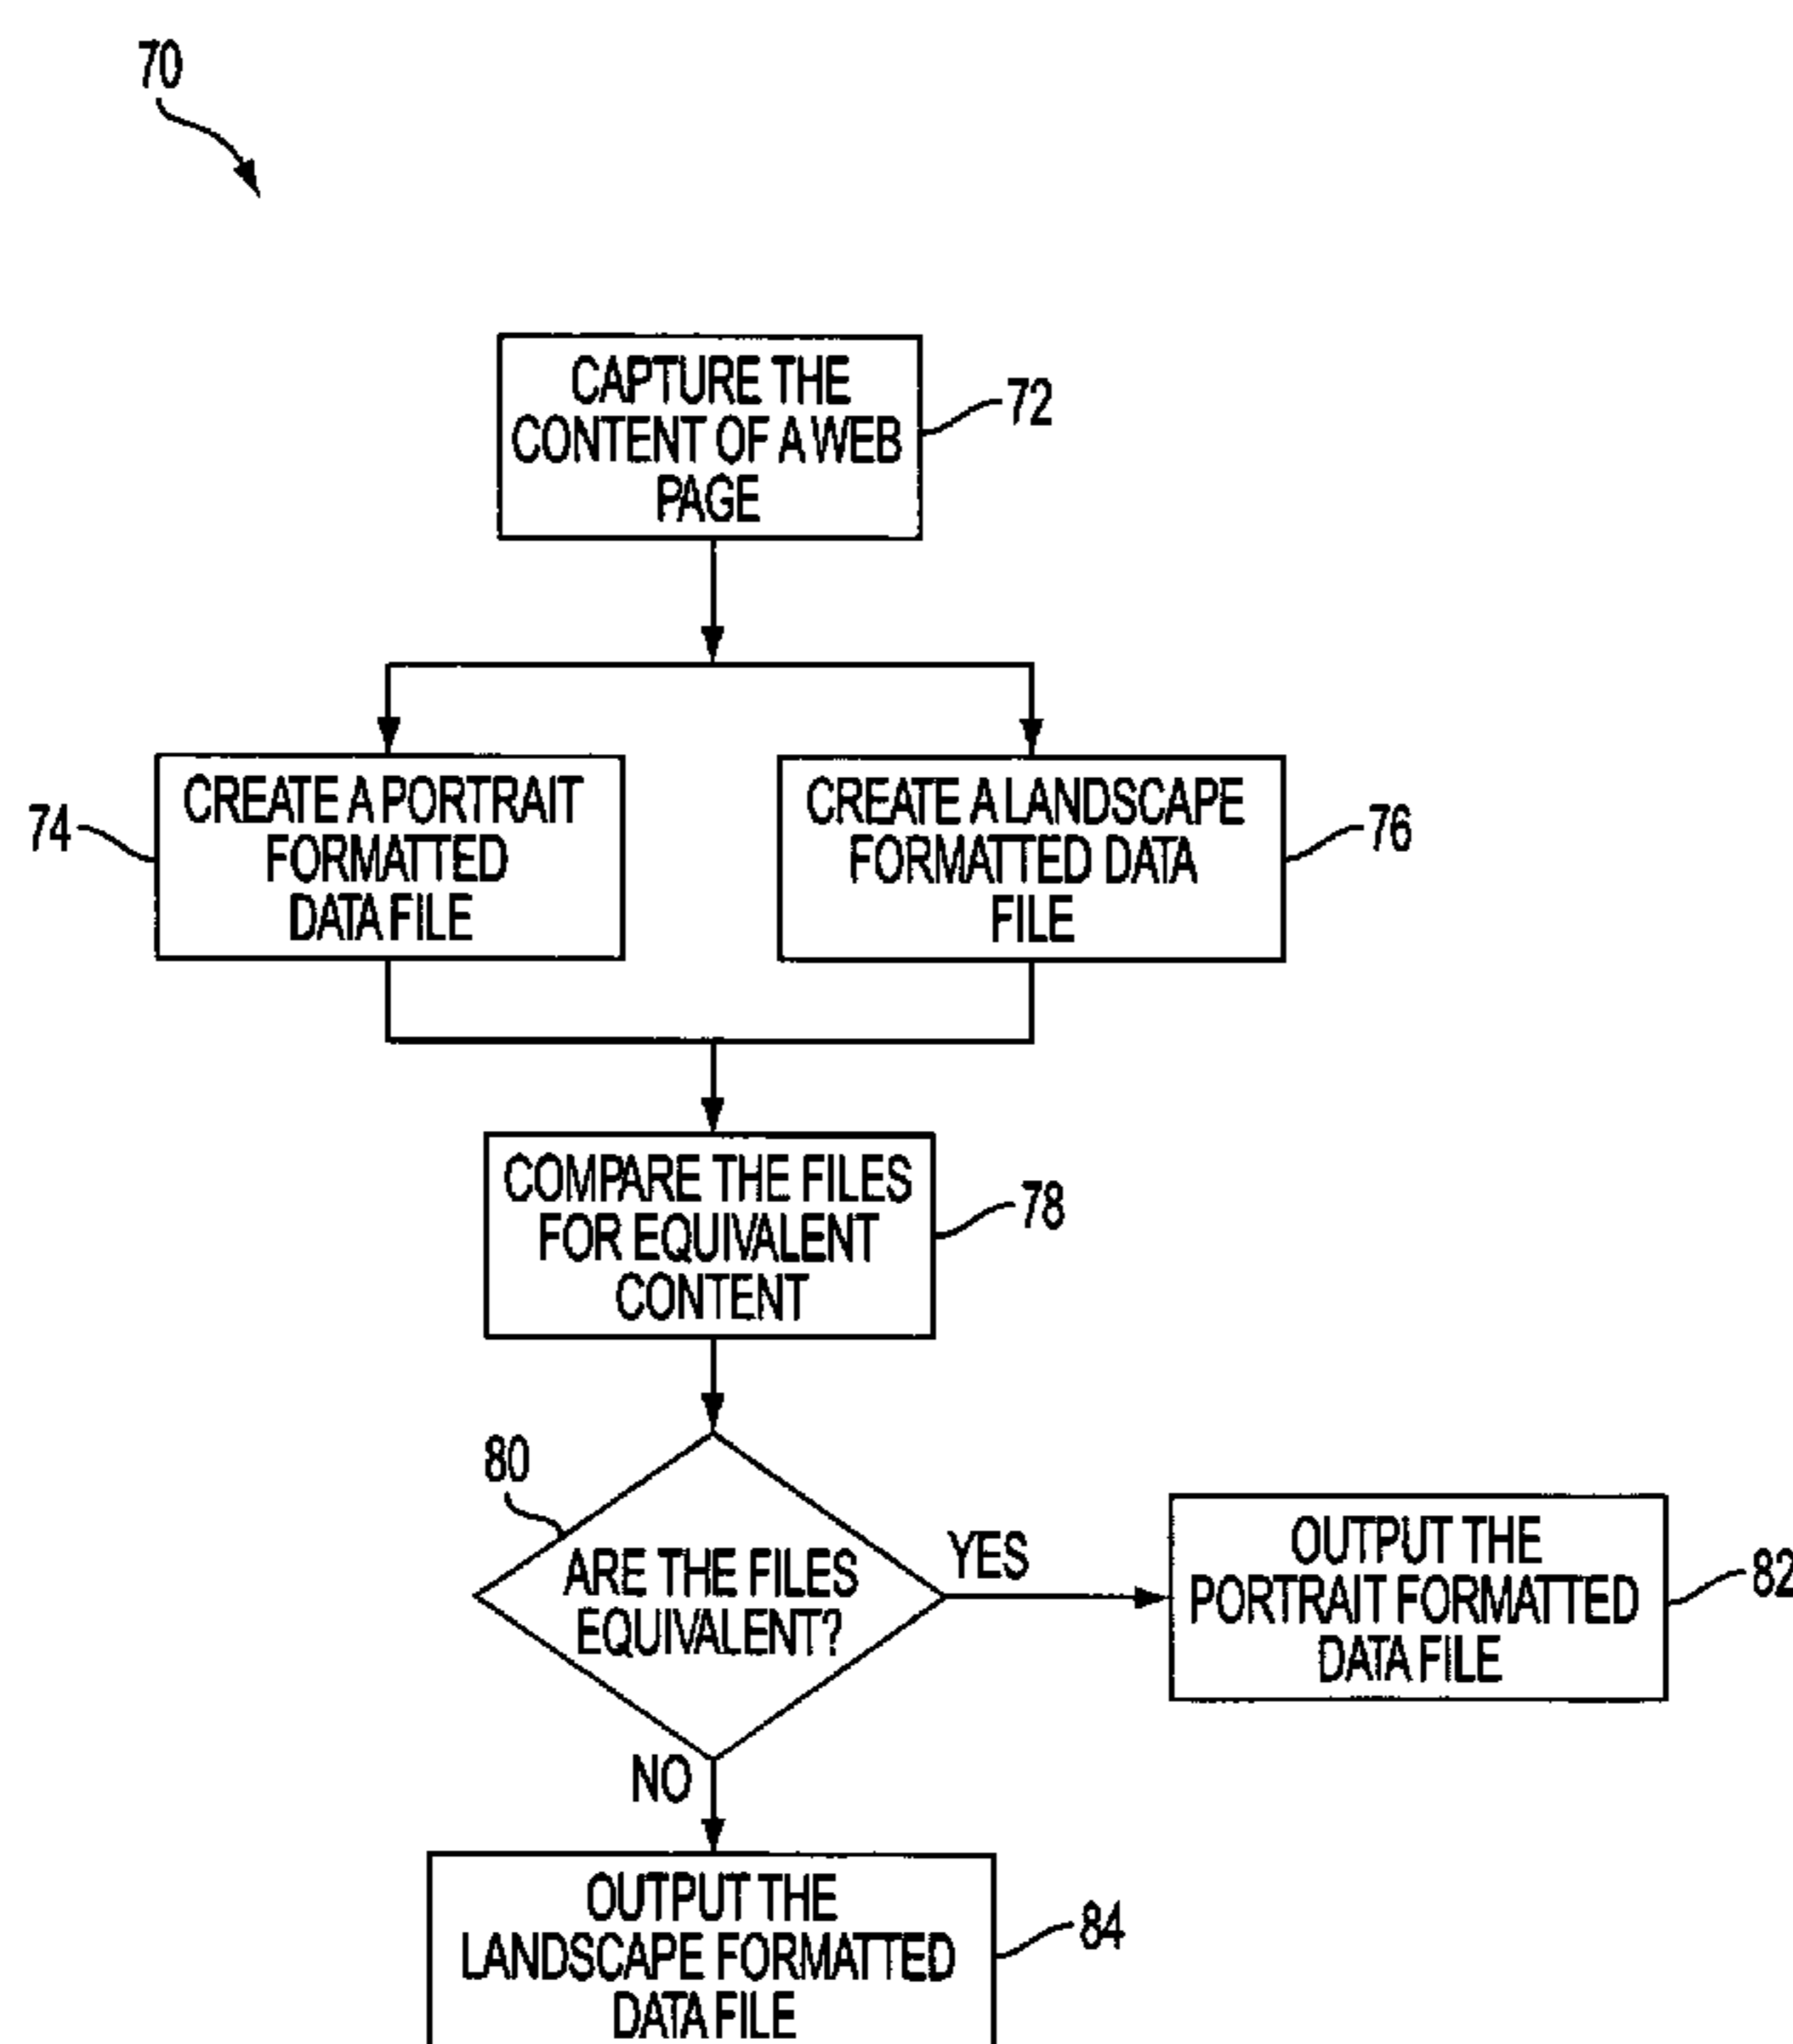 70
CAPTURE THE
CONTENT OF A WEB
PAGE
72
74
CREATE A PORTRAIT
FORMATTED
DATA FILE
CREATE A LANDSCAPE
FORMATTED DATA
FILE
76
COMPARE THE FILES
FOR EQUIVALENT
CONTENT
78
80
ARE THE FILES
EQUIVALENT?
YES
OUTPUT THE
PORTRAIT FORMATTED
DATA FILE
82
NO
OUTPUT THE
LANDSCAPE FORMATTED
DATA FILE
84